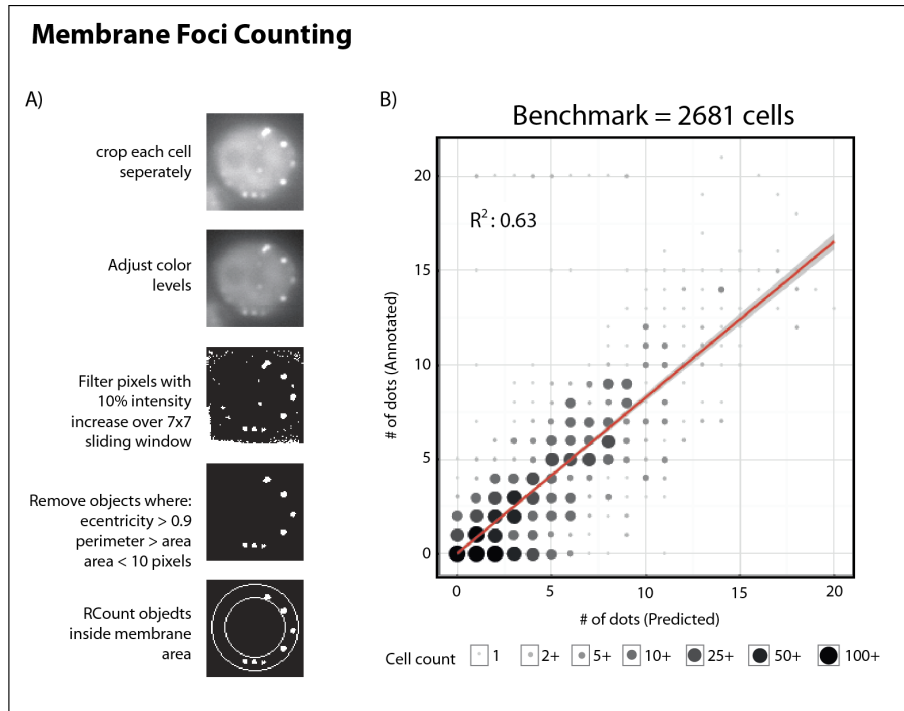 Membrane Foci Counting
A)
crop each cell
seperately
Adjust color
levels
Filter pixels with
10% intensity
increase over 7x7
sliding window
Remove objects where:
ecentricity > 0.9
perimeter > area
area < 10 pixels
RCount objedts
inside membrane
area
B)
Benchmark = 2681 cells
R²: 0.63
# of dots (Annotated)
20
15
10
5
0
0 5 10 15 20
# of dots (Predicted)
Cell count 1 2+ 5+ 10+ 25+ 50+ 100+